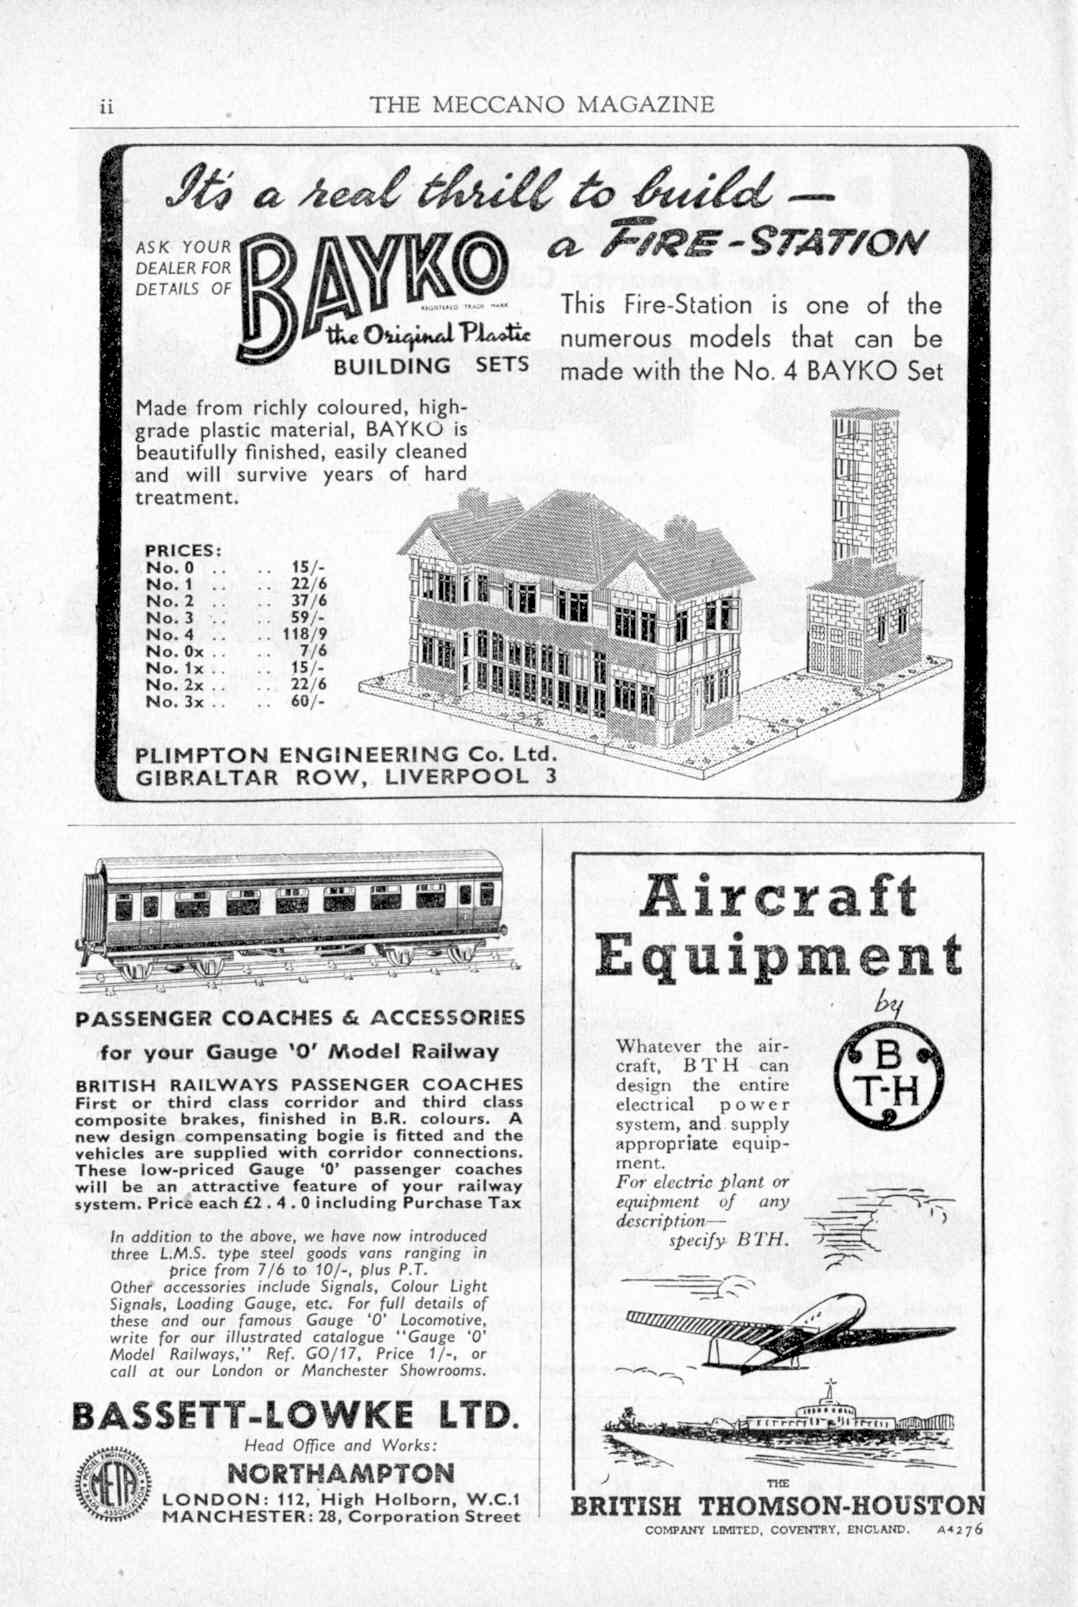 ii
THE MECCANO MAGAZINE
It's a real thrill to build —
a FIRE-STATION
ASK YOUR
DEALER FOR
DETAILS OF
BAYKO
REGISTERED TRADE MARK
the Original Plastic
BUILDING SETS
This Fire-Station is one of the
numerous models that can be
made with the No. 4 BAYKO Set
Made from richly coloured, high-
grade plastic material, BAYKO is
beautifully finished, easily cleaned
and will survive years of hard
treatment.
PRICES:
No. 0 .. .. 15/-
No. 1 .. .. 22/6
No. 2 .. .. 37/6
No. 3 .. .. 59/-
No. 4 .. .. 118/9
No. 0x .. .. 7/6
No. 1x .. .. 15/-
No. 2x .. .. 22/6
No. 3x .. .. 60/-
PLIMPTON ENGINEERING Co. Ltd.
GIBRALTAR ROW, LIVERPOOL 3
PASSENGER COACHES & ACCESSORIES
for your Gauge 'O' Model Railway
BRITISH RAILWAYS PASSENGER COACHES
First or third class corridor and third class
composite brakes, finished in B.R. colours. A
new design compensating bogie is fitted and the
vehicles are supplied with corridor connections.
These low-priced Gauge 'O' passenger coaches
will be an attractive feature of your railway
system. Price each £2 . 4 . 0 including Purchase Tax
In addition to the above, we have now introduced
three L.M.S. type steel goods vans ranging in
price from 7/6 to 10/-, plus P.T.
Other accessories include Signals, Colour Light
Signals, Loading Gauge, etc. For full details of
these and our famous Gauge 'O' Locomotive,
write for our illustrated catalogue "Gauge 'O'
Model Railways," Ref. GO/17, Price 1/-, or
call at our London or Manchester Showrooms.
BASSETT-LOWKE LTD.
Head Office and Works:
NORTHAMPTON
LONDON: 112, High Holborn, W.C.1
MANCHESTER: 28, Corporation Street
META
Aircraft
Equipment
by
B
T-H
Whatever the air-
craft, BTH can
design the entire
electrical power
system, and supply
appropriate equip-
ment.
For electric plant or
equipment of any
description—
specify BTH.
THE
BRITISH THOMSON-HOUSTON
COMPANY LIMITED, COVENTRY, ENGLAND. A4276